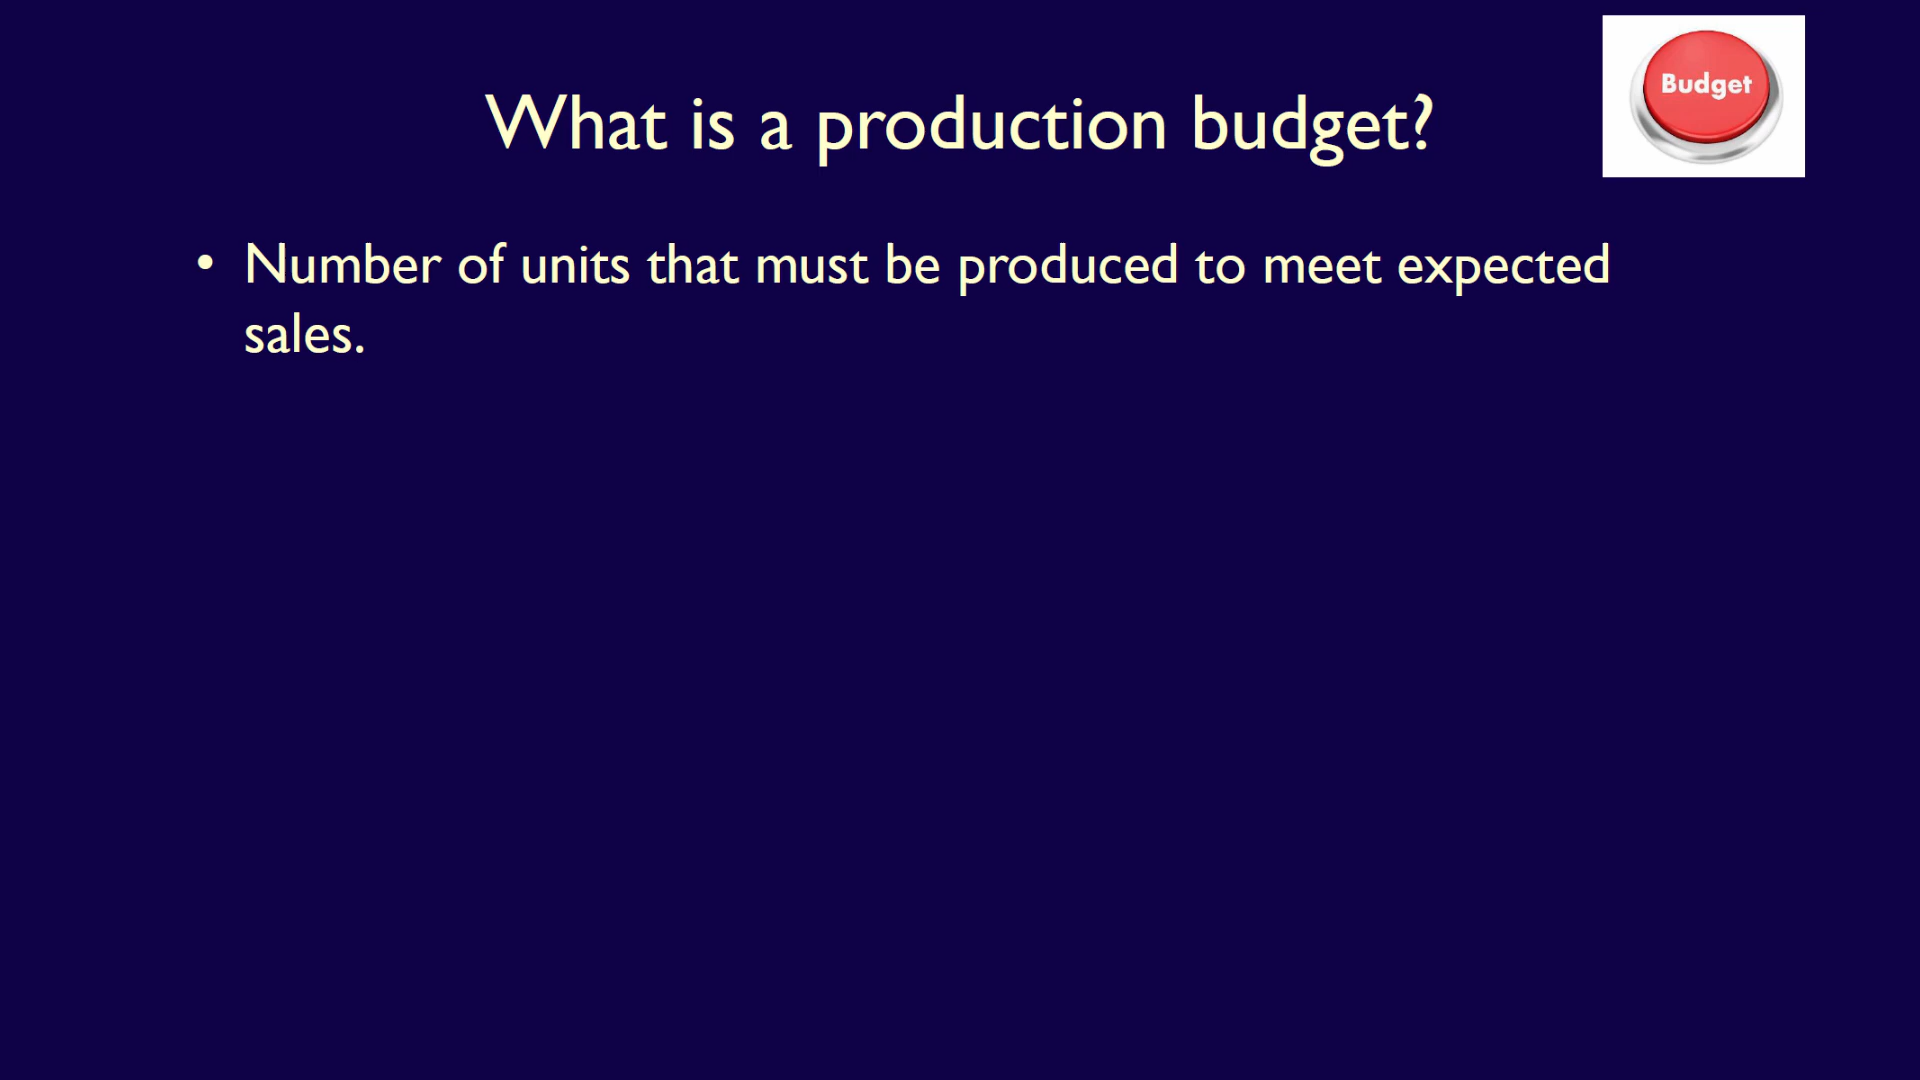 Budget
What is a production budget?
• Number of units that must be produced to meet expected
sales.